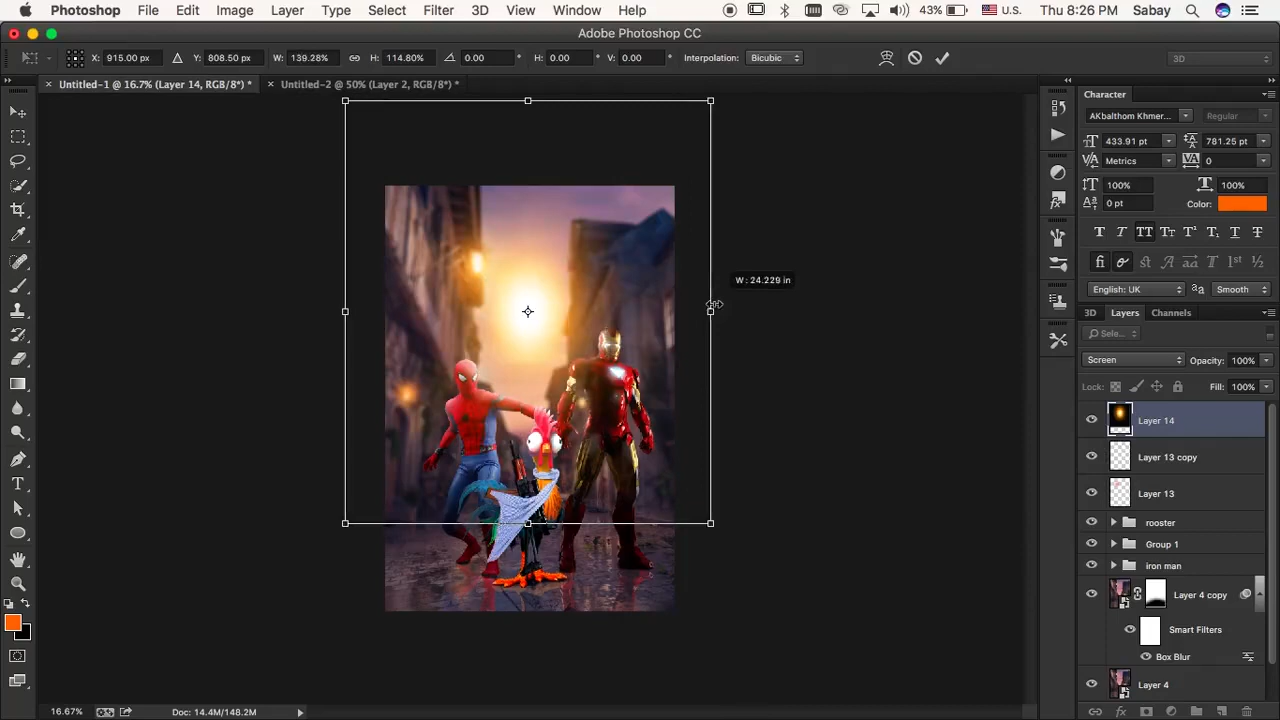 Photoshop File Edit Image Layer Type Select Filter 3D View Window Help 43% U.S. Thu 8:26 PM Sabay
Adobe Photoshop CC
X: 915.00 px Y: 808.50 px W: 139.28% H: 114.80% 0.00 ° H: 0.00 ° V: 0.00 ° Interpolation: Bicubic 3D
× Untitled-1 @ 16.7% (Layer 14, RGB/8*) * × Untitled-2 @ 50% (Layer 2, RGB/8*) *
Character
AKbalthom Khmer... Regular
433.91 pt 781.25 pt
Metrics 0
100% 100%
0 pt Color:
English: UK Smooth
3D Layers Channels
Sele...
Screen Opacity: 100%
Lock: Fill: 100%
Layer 14
Layer 13 copy
Layer 13
rooster
Group 1
iron man
Layer 4 copy
Smart Filters
Box Blur
Layer 4
W : 24.229 in
16.67% Doc: 14.4M/148.2M